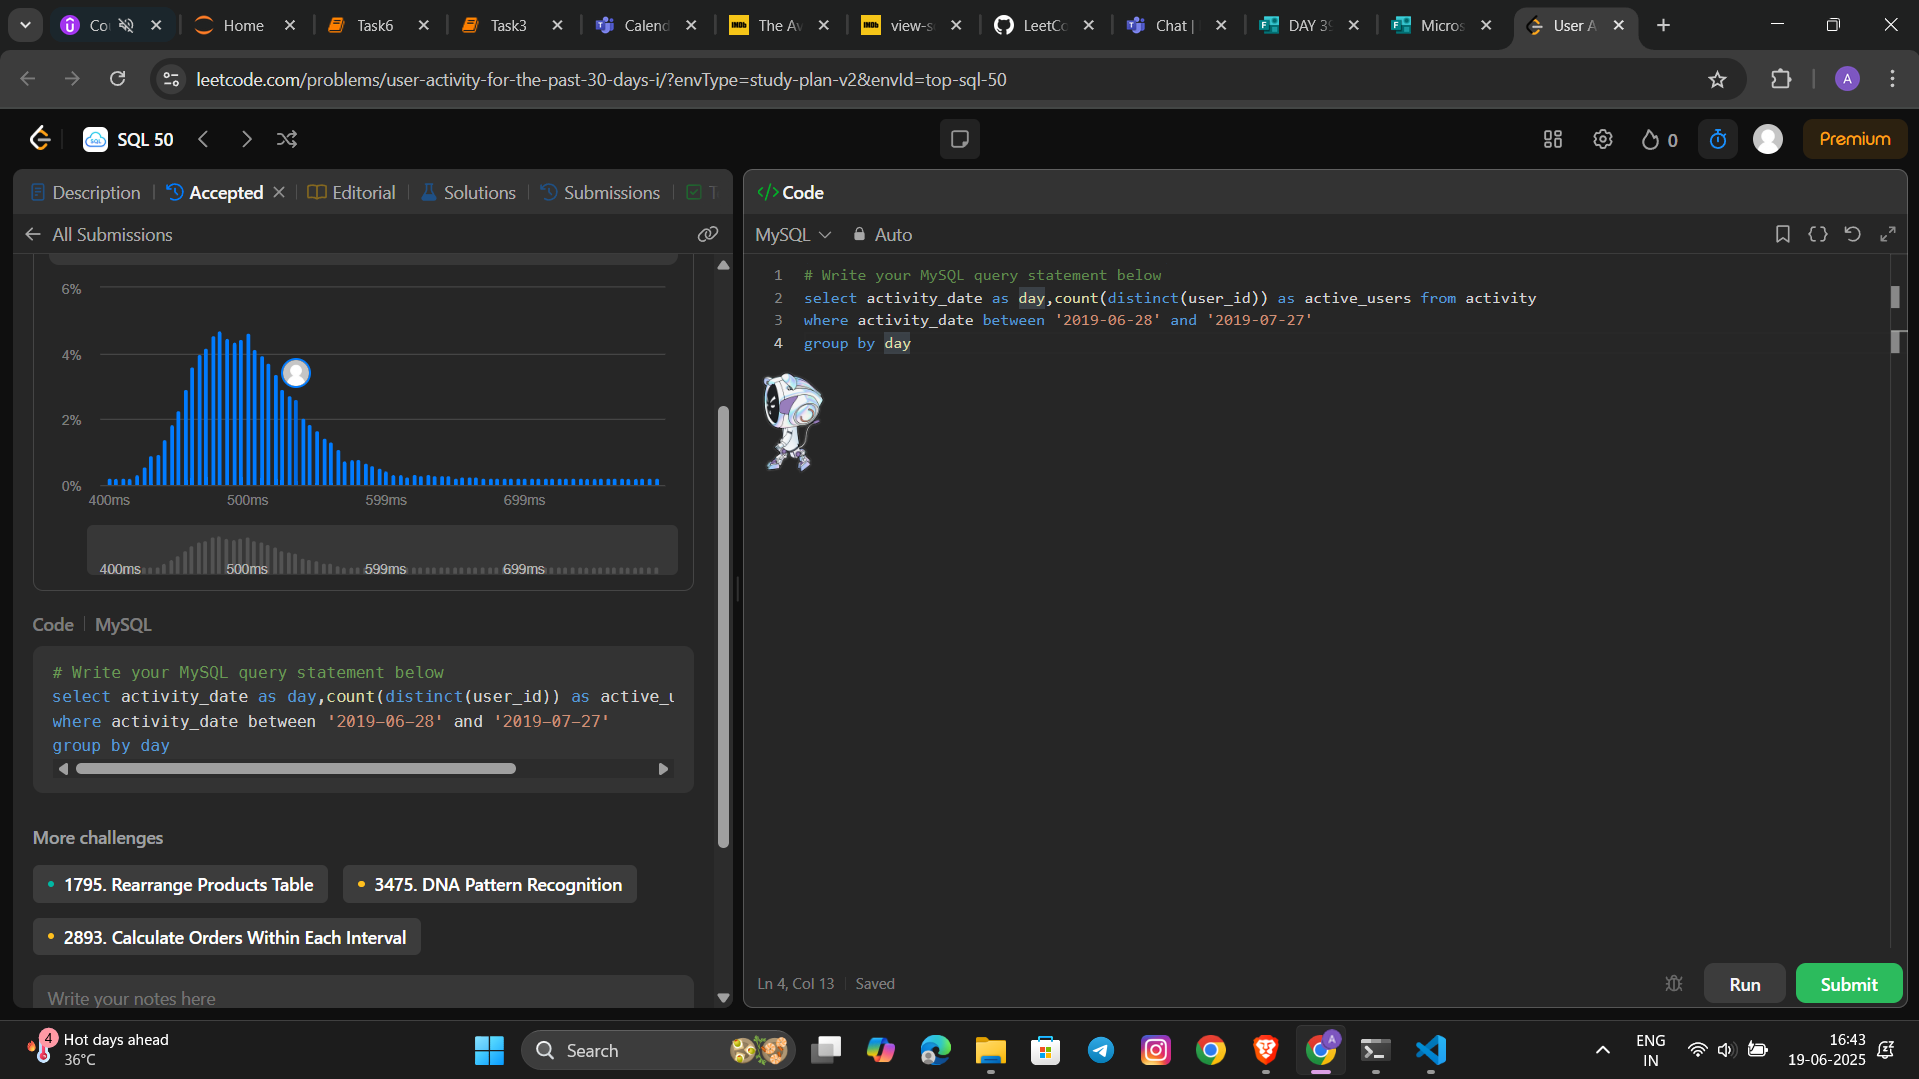 Co
Home
Task6
Task3
Calend
IMDb The Av
IMDb view-s
LeetCo
Chat |
DAY 39
Micros
User A
leetcode.com/problems/user-activity-for-the-past-30-days-i/?envType=study-plan-v2&envId=top-sql-50
A
SQL 50
0
Premium
Description
Accepted
Editorial
Solutions
Submissions
T
All Submissions
6%
4%
2%
0%
400ms
500ms
599ms
699ms
400ms
500ms
599ms
699ms
Code
MySQL
# Write your MySQL query statement below
select activity_date as day,count(distinct(user_id)) as active_u
where activity_date between '2019-06-28' and '2019-07-27'
group by day
More challenges
1795. Rearrange Products Table
3475. DNA Pattern Recognition
2893. Calculate Orders Within Each Interval
Write your notes here
</> Code
MySQL
Auto
1 # Write your MySQL query statement below
2 select activity_date as day,count(distinct(user_id)) as active_users from activity
3 where activity_date between '2019-06-28' and '2019-07-27'
4 group by day
Ln 4, Col 13
Saved
Run
Submit
4
Hot days ahead
36°C
Search
A
ENG
IN
16:43
19-06-2025